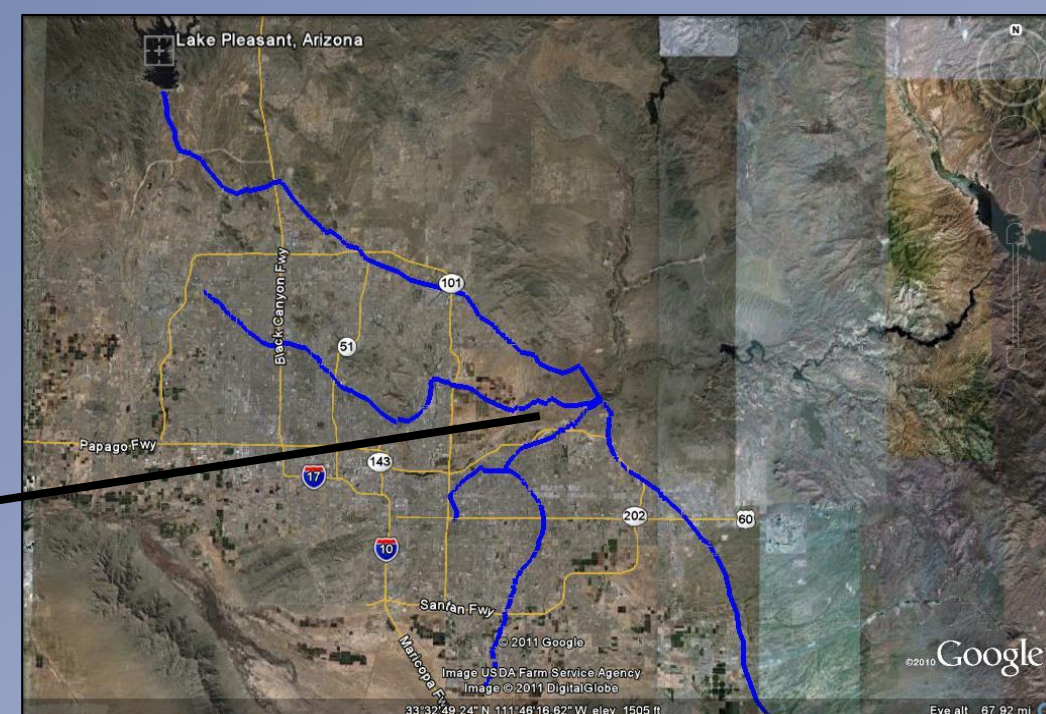 Lake Pleasant, Arizona
N
101
Black Canyon Fwy
51
Papago Fwy
143
17
202
60
10
Santan Fwy
Maricopa Fwy
© 2011 Google
Image USDA Farm Service Agency
Image © 2011 DigitalGlobe
©2010 Google
33°32'49.24" N 111°46'16.62" W elev 1505 ft
Eye alt 67.92 mi